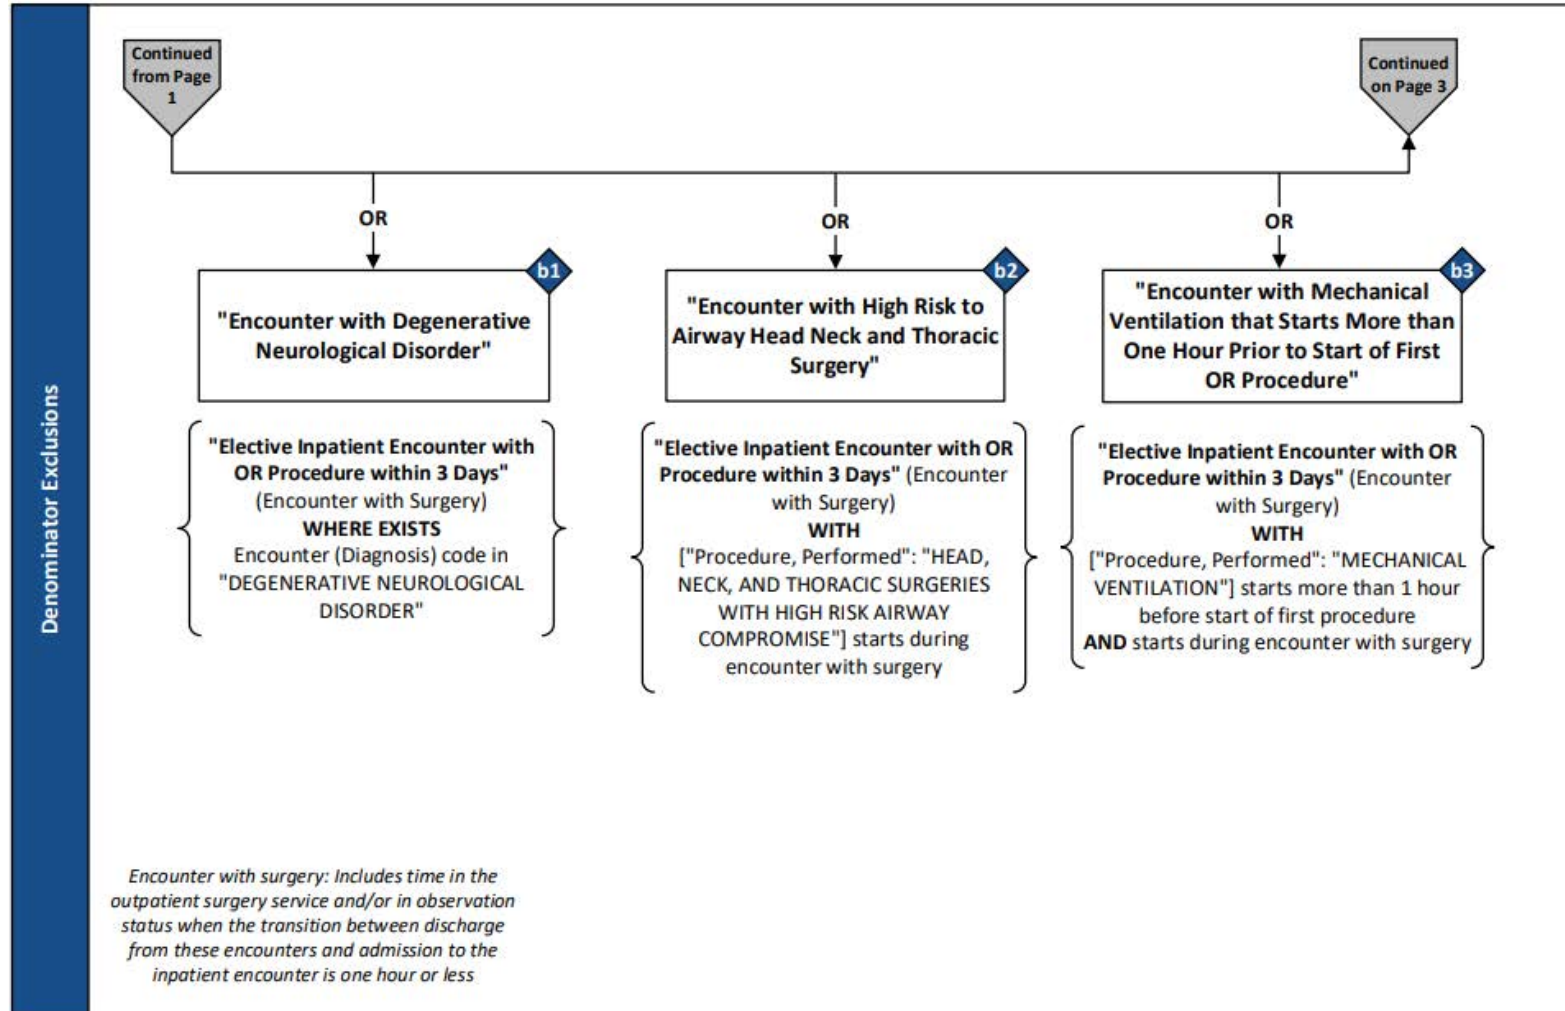 Denominator Exclusions
Continued
from Page
1
Continued
on Page 3
OR
OR
OR
b1
"Encounter with Degenerative
Neurological Disorder"
"Elective Inpatient Encounter with
OR Procedure within 3 Days"
(Encounter with Surgery)
WHERE EXISTS
Encounter (Diagnosis) code in
"DEGENERATIVE NEUROLOGICAL
DISORDER"
b2
"Encounter with High Risk to
Airway Head Neck and Thoracic
Surgery"
"Elective Inpatient Encounter with OR
Procedure within 3 Days" (Encounter
with Surgery)
WITH
["Procedure, Performed": "HEAD,
NECK, AND THORACIC SURGERIES
WITH HIGH RISK AIRWAY
COMPROMISE"] starts during
encounter with surgery
b3
"Encounter with Mechanical
Ventilation that Starts More than
One Hour Prior to Start of First
OR Procedure"
"Elective Inpatient Encounter with OR
Procedure within 3 Days" (Encounter
with Surgery)
WITH
["Procedure, Performed": "MECHANICAL
VENTILATION"] starts more than 1 hour
before start of first procedure
AND starts during encounter with surgery
Encounter with surgery: Includes time in the
outpatient surgery service and/or in observation
status when the transition between discharge
from these encounters and admission to the
inpatient encounter is one hour or less